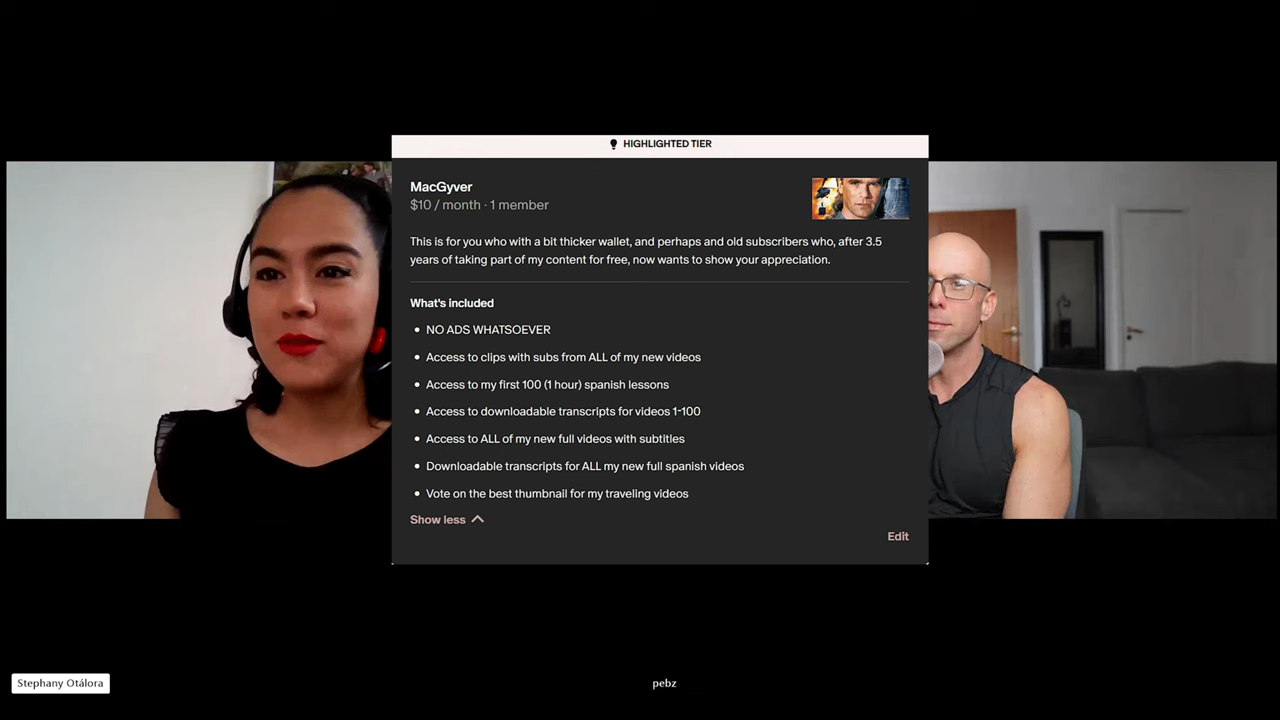 HIGHLIGHTED TIER
MacGyver
$10 / month · 1 member
This is for you who with a bit thicker wallet, and perhaps and old subscribers who, after 3.5
years of taking part of my content for free, now wants to show your appreciation.
What's included
• NO ADS WHATSOEVER
• Access to clips with subs from ALL of my new videos
• Access to my first 100 (1 hour) spanish lessons
• Access to downloadable transcripts for videos 1-100
• Access to ALL of my new full videos with subtitles
• Downloadable transcripts for ALL my new full spanish videos
• Vote on the best thumbnail for my traveling videos
Show less
Edit
Stephany Otálora
pebz